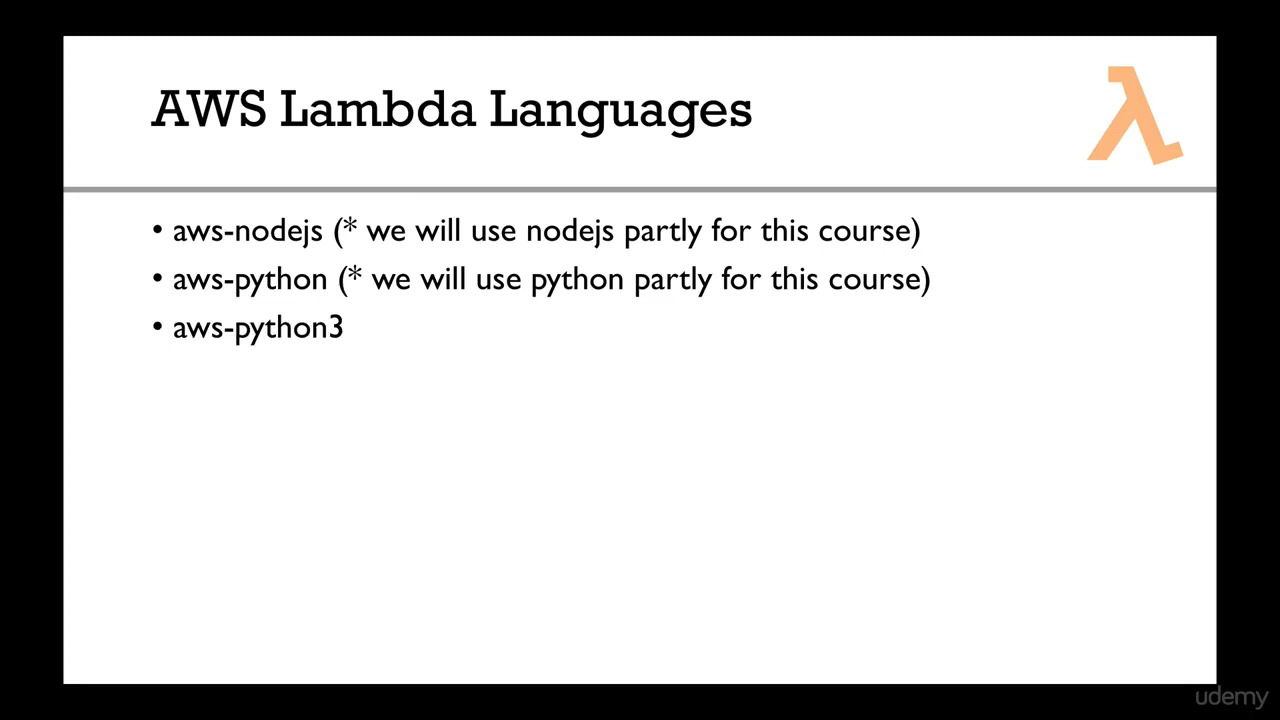 AWS Lambda Languages
• aws-nodejs (* we will use nodejs partly for this course)
• aws-python (* we will use python partly for this course)
• aws-python3
udemy